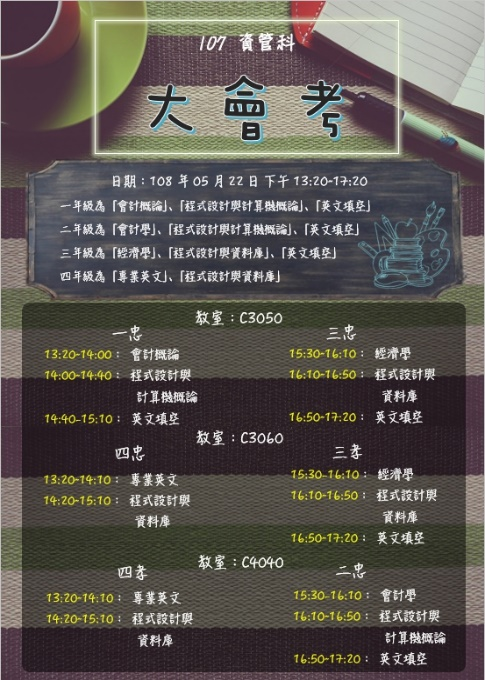 107 資管科
大會考
日期：108 年 05 月 22 日 下午 13:20-17:20
一年級為「會計概論」、「程式設計與計算機概論」、「英文填空」
二年級為「會計學」、「程式設計與計算機概論」、「英文填空」
三年級為「經濟學」、「程式設計與資料庫」、「英文填空」
四年級為「專業英文」、「程式設計與資料庫」
教室：C3050
一忠
13:20-14:00： 會計概論
14:00-14:40： 程式設計與
計算機概論
14:40-15:10： 英文填空
三忠
15:30-16:10： 經濟學
16:10-16:50： 程式設計與
資料庫
16:50-17:20： 英文填空
教室：C3060
四忠
13:20-14:10： 專業英文
14:20-15:10： 程式設計與
資料庫
三孝
15:30-16:10： 經濟學
16:10-16:50： 程式設計與
資料庫
16:50-17:20： 英文填空
教室：C4040
四孝
13:20-14:10： 專業英文
14:20-15:10： 程式設計與
資料庫
二忠
15:30-16:10： 會計學
16:10-16:50： 程式設計與
計算機概論
16:50-17:20： 英文填空